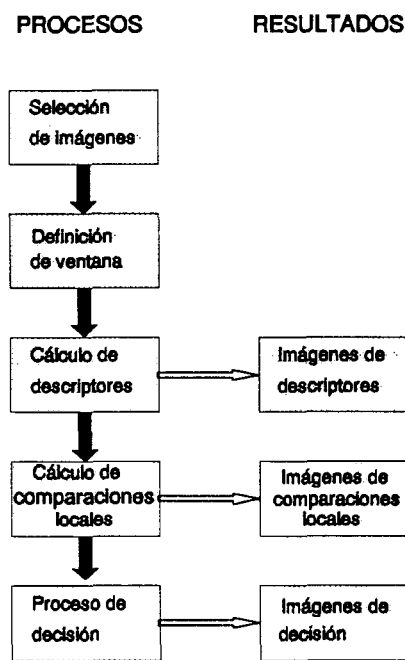 PROCESOS RESULTADOS
Selección
de imágenes
Definición
de ventana
Cálculo de
descriptores
Imágenes de
descriptores
Cálculo de
comparaciones
locales
Imágenes de
comparaciones
locales
Proceso de
decisión
Imágenes de
decisión